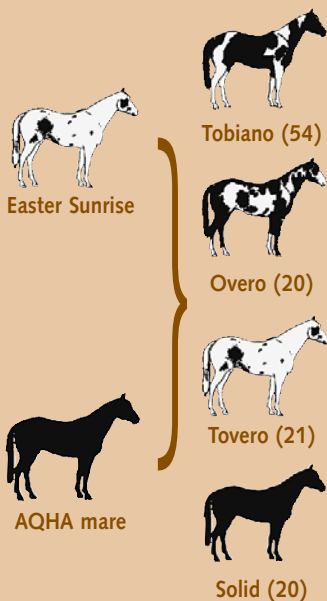 Easter Sunrise
AQHA mare
Tobiano (54)
Overo (20)
Tovero (21)
Solid (20)